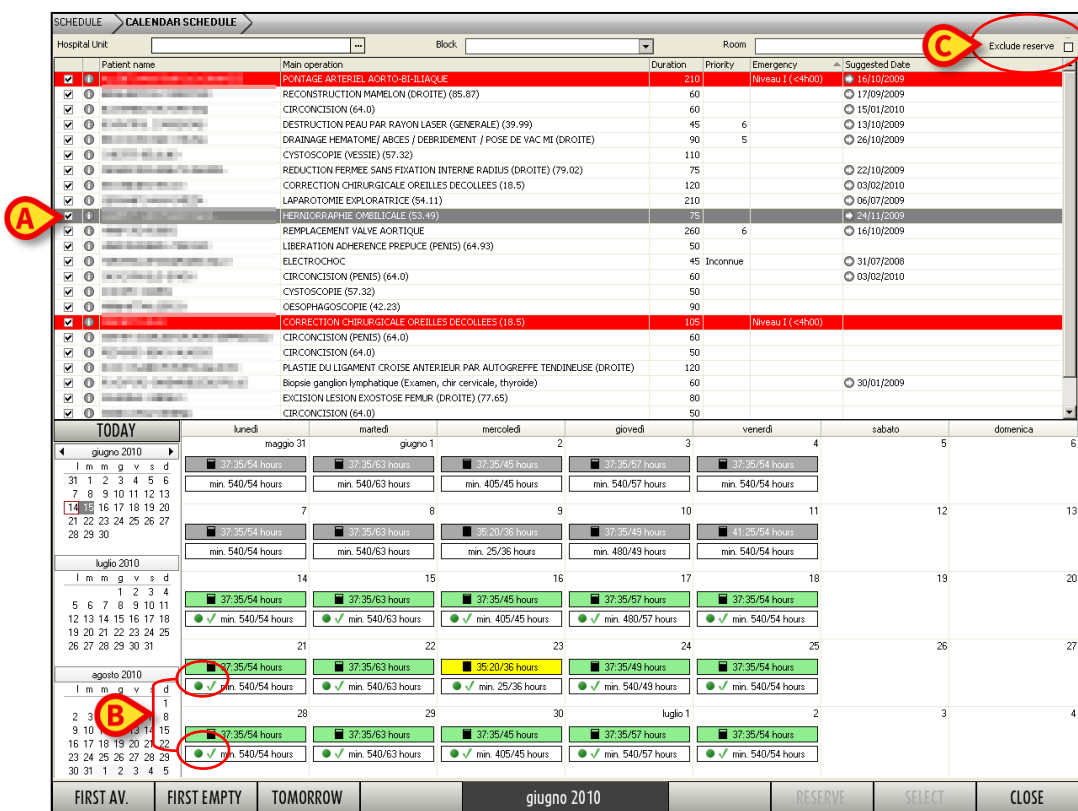 SCHEDULE CALENDAR SCHEDULE
Hospital Unit ... Block Room Exclude reserve
C
Patient name Main operation Duration Priority Emergency Suggested Date
PONTAGE ARTERIEL AORTO-BI-ILIAQUE 210 Niveau I (<4h00) 16/10/2009
RECONSTRUCTION MAMELON (DROITE) (85.87) 60 17/09/2009
CIRCONCISION (64.0) 60 15/01/2010
DESTRUCTION PEAU PAR RAYON LASER (GENERALE) (39.99) 45 6 13/10/2009
DRAINAGE HEMATOME/ ABCES / DEBRIDEMENT / POSE DE VAC MI (DROITE) 90 5 26/10/2009
CYSTOSCOPIE (VESSIE) (57.32) 110
REDUCTION FERMEE SANS FIXATION INTERNE RADIUS (DROITE) (79.02) 75 22/10/2009
CORRECTION CHIRURGICALE OREILLES DECOLLEES (18.5) 120 03/02/2010
LAPAROTOMIE EXPLORATRICE (54.11) 210 06/07/2009
A
HERNIORRAPHIE OMBILICALE (53.49) 75 24/11/2009
REMPLACEMENT VALVE AORTIQUE 260 6 16/10/2009
LIBERATION ADHERENCE PREPUCE (PENIS) (64.93) 50
ELECTROCHOC 45 Inconnue 31/07/2008
CIRCONCISION (PENIS) (64.0) 60 03/02/2010
CYSTOSCOPIE (57.32) 50
OESOPHAGOSCOPIE (42.23) 90
CORRECTION CHIRURGICALE OREILLES DECOLLEES (18.5) 105 Niveau I (<4h00)
CIRCONCISION (PENIS) (64.0) 60
CIRCONCISION (64.0) 50
PLASTIE DU LIGAMENT CROISE ANTERIEUR PAR AUTOGREFFE TENDINEUSE (DROITE) 120
Biopsie ganglion lymphatique (Examen, chir cervicale, thyroide) 60 30/01/2009
EXCISION LESION EXOSTOSE FEMUR (DROITE) (77.65) 80
CIRCONCISION (64.0) 50
TODAY
giugno 2010
l m m g v s d
31 1 2 3 4 5 6
7 8 9 10 11 12 13
14 15 16 17 18 19 20
21 22 23 24 25 26 27
28 29 30
luglio 2010
l m m g v s d
1 2 3 4
5 6 7 8 9 10 11
12 13 14 15 16 17 18
19 20 21 22 23 24 25
26 27 28 29 30 31
agosto 2010
l m m g v s d
1
2 3 8
B
9 10 13 14 15
16 17 18 19 20 21 22
23 24 25 26 27 28 29
30 31 1 2 3 4 5
lunedì martedì mercoledì giovedì venerdì sabato domenica
maggio 31 giugno 1 2 3 4 5 6
37:35/54 hours 37:35/63 hours 37:35/45 hours 37:35/57 hours 37:35/54 hours
min. 540/54 hours min. 540/63 hours min. 405/45 hours min. 540/57 hours min. 540/54 hours
7 8 9 10 11 12 13
37:35/54 hours 37:35/63 hours 35:20/36 hours 37:35/49 hours 41:25/54 hours
min. 540/54 hours min. 540/63 hours min. 25/36 hours min. 480/49 hours min. 540/54 hours
14 15 16 17 18 19 20
37:35/54 hours 37:35/63 hours 37:35/45 hours 37:35/57 hours 37:35/54 hours
min. 540/54 hours min. 540/63 hours min. 405/45 hours min. 480/57 hours min. 540/54 hours
21 22 23 24 25 26 27
37:35/54 hours 37:35/63 hours 35:20/36 hours 37:35/49 hours 37:35/54 hours
min. 540/54 hours min. 540/63 hours min. 25/36 hours min. 540/49 hours min. 540/54 hours
28 29 30 luglio 1 2 3 4
37:35/54 hours 37:35/63 hours 37:35/45 hours 37:35/57 hours 37:35/54 hours
min. 540/54 hours min. 540/63 hours min. 405/45 hours min. 540/57 hours min. 540/54 hours
FIRST AV. FIRST EMPTY TOMORROW giugno 2010 RESERVE SELECT CLOSE